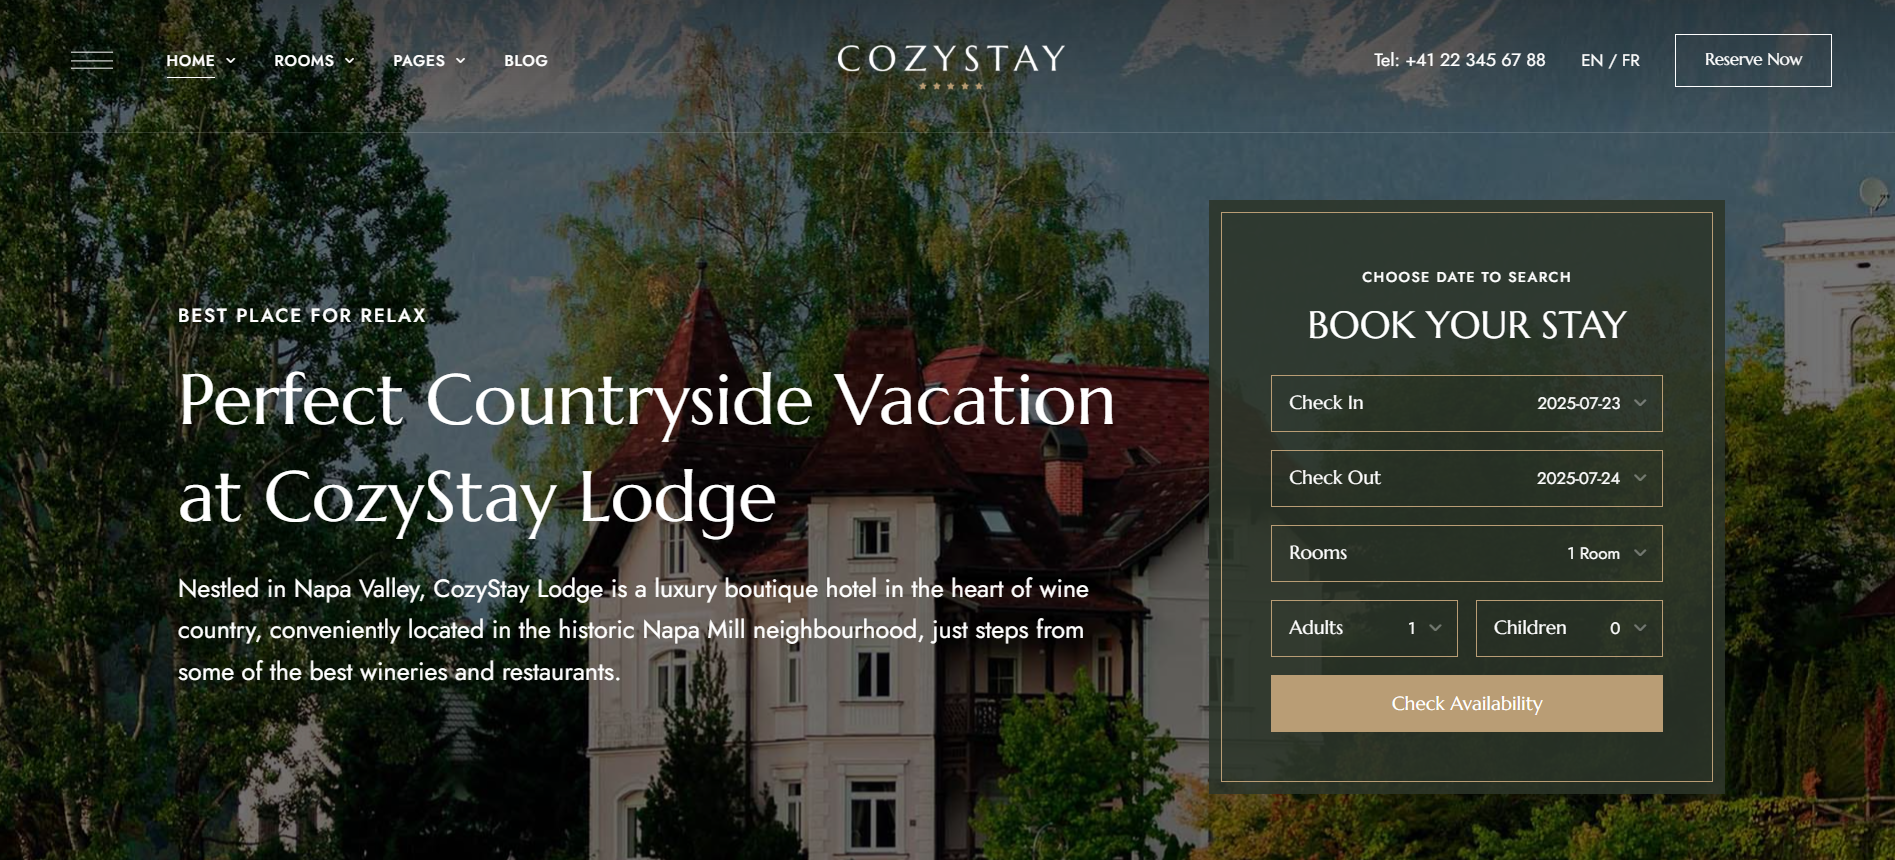 HOME
ROOMS
PAGES
BLOG
COZYSTAY
Tel: +41 22 345 67 88
EN / FR
Reserve Now
BEST PLACE FOR RELAX
Perfect Countryside Vacation
at CozyStay Lodge
Nestled in Napa Valley, CozyStay Lodge is a luxury boutique hotel in the heart of wine
country, conveniently located in the historic Napa Mill neighbourhood, just steps from
some of the best wineries and restaurants.
CHOOSE DATE TO SEARCH
BOOK YOUR STAY
Check In 2025-07-23
Check Out 2025-07-24
Rooms 1 Room
Adults 1 Children 0
Check Availability